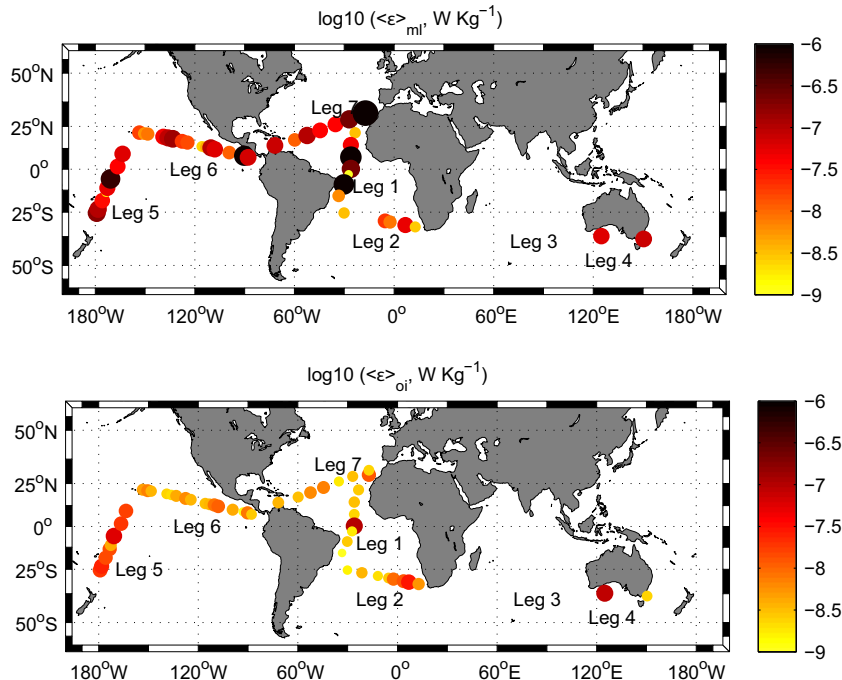 log10 (<ε>ml, W Kg−1)
50°N
25°N
0°
25°S
50°S
180°W
120°W
60°W
0°
60°E
120°E
180°W
Leg 7
Leg 6
Leg 1
Leg 5
Leg 2
Leg 3
Leg 4
−6
−6.5
−7
−7.5
−8
−8.5
−9
log10 (<ε>oi, W Kg−1)
50°N
25°N
0°
25°S
50°S
180°W
120°W
60°W
0°
60°E
120°E
180°W
Leg 7
Leg 6
Leg 1
Leg 5
Leg 2
Leg 3
Leg 4
−6
−6.5
−7
−7.5
−8
−8.5
−9